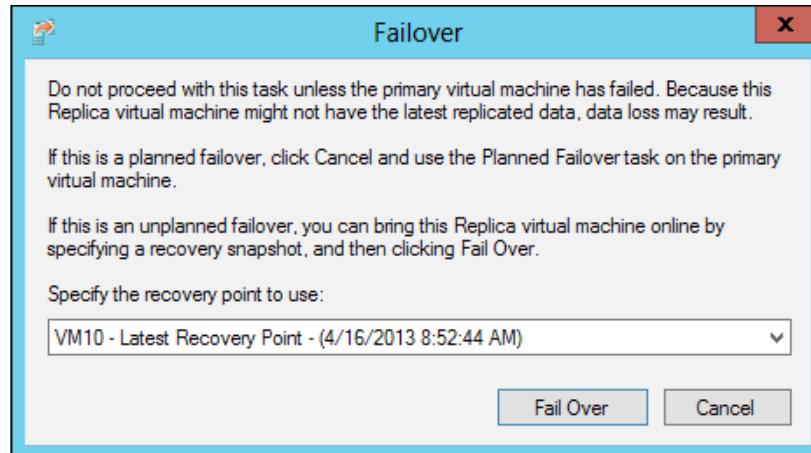 Failover
x
Do not proceed with this task unless the primary virtual machine has failed. Because this
Replica virtual machine might not have the latest replicated data, data loss may result.
If this is a planned failover, click Cancel and use the Planned Failover task on the primary
virtual machine.
If this is an unplanned failover, you can bring this Replica virtual machine online by
specifying a recovery snapshot, and then clicking Fail Over.
Specify the recovery point to use:
VM10 - Latest Recovery Point - (4/16/2013 8:52:44 AM)
Fail Over Cancel